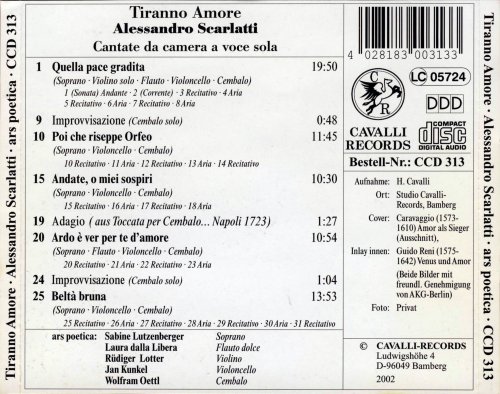 Tiranno Amore · Alessandro Scarlatti · ars poetica · CCD 313
Tiranno Amore
Alessandro Scarlatti
Cantate da camera a voce sola
1 Quella pace gradita 19:50
(Soprano · Violino solo · Flauto · Violoncello · Cembalo)
1 (Sonata) Andante · 2 (Corrente) · 3 Recitativo · 4 Aria
5 Recitativo · 6 Aria · 7 Recitativo · 8 Aria
9 Improvvisazione (Cembalo solo) 0:48
10 Poi che riseppe Orfeo 11:45
(Soprano · Violoncello · Cembalo)
10 Recitativo · 11 Aria · 12 Recitativo · 13 Aria · 14 Recitativo
15 Andate, o miei sospiri 10:30
(Soprano · Violoncello · Cembalo)
15 Recitativo · 16 Aria · 17 Recitativo · 18 Aria
19 Adagio ( aus Toccata per Cembalo... Napoli 1723) 1:27
20 Ardo è ver per te d'amore 10:54
(Soprano · Flauto · Violoncello · Cembalo)
20 Recitativo · 21 Aria · 22 Recitativo · 23 Aria
24 Improvvisazione (Cembalo solo) 1:04
25 Beltà bruna 13:53
(Soprano · Violoncello · Cembalo)
25 Recitativo · 26 Aria · 27 Recitativo · 28 Aria · 29 Recitativo · 30 Aria · 31 Recitativo
ars poetica: Sabine Lutzenberger Soprano
Laura dalla Libera Flauto dolce
Rüdiger Lotter Violino
Jan Kunkel Violoncello
Wolfram Oettl Cembalo
4 028183 003133
C
R
CAVALLI
RECORDS
LC 05724
DDD
COMPACT
disc
DIGITAL AUDIO
Bestell-Nr.: CCD 313
Aufnahme: H. Cavalli
Ort: Studio Cavalli-
Records, Bamberg
Cover: Caravaggio (1573-
1610) Amor als Sieger
(Ausschnitt),
Inlay innen: Guido Reni (1575-
1642) Venus und Amor
(Beide Bilder mit
freundl. Genehmigung
von AKG-Berlin)
Foto: Privat
© CAVALLI-RECORDS
Ludwigshöhe 4
D-96049 Bamberg
2002
Tiranno Amore · Alessandro Scarlatti · ars poetica · CCD 313